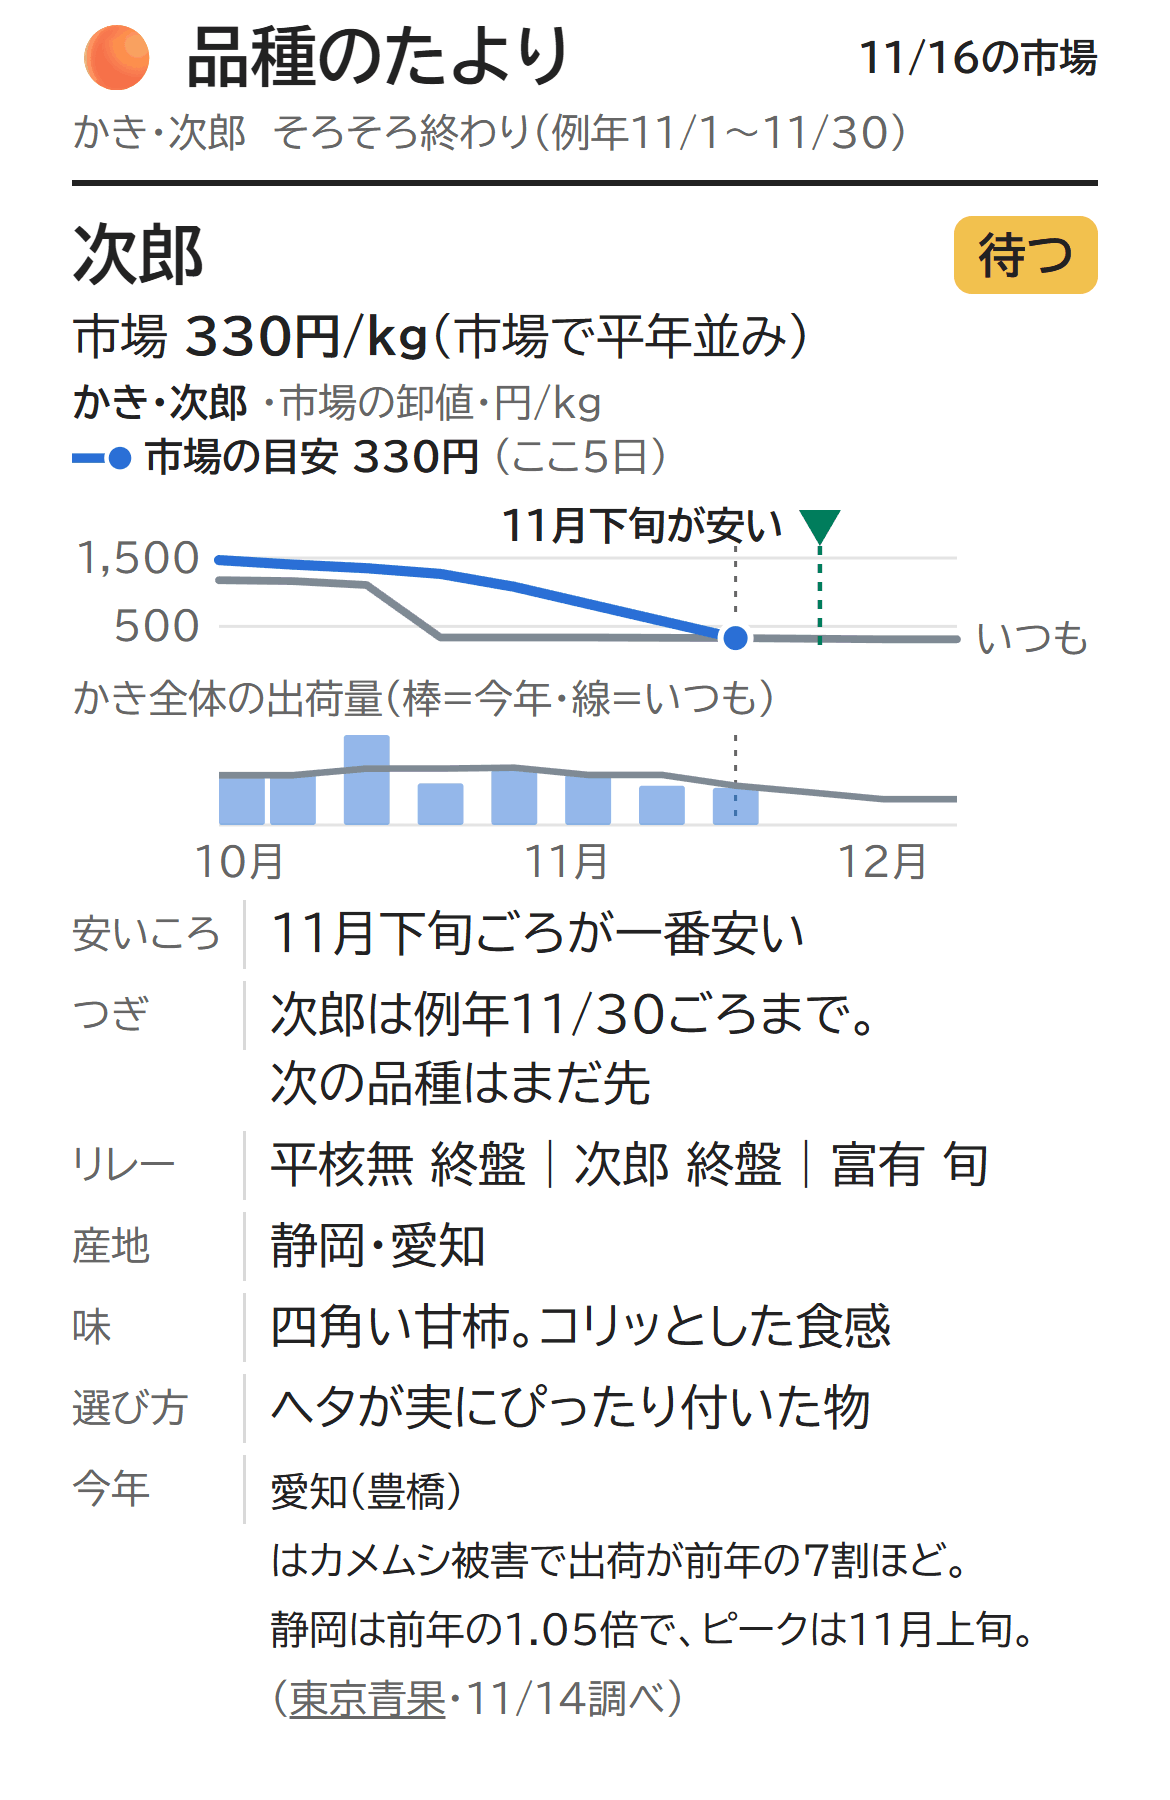 品種のたより
11/16の市場
かき・次郎 そろそろ終わり(例年11/1〜11/30)
次郎
待つ
市場 330円/kg(市場で平年並み)
かき・次郎 ・市場の卸値・円/kg
市場の目安 330円 (ここ5日)
11月下旬が安い
1,500
500
いつも
かき全体の出荷量(棒=今年・線=いつも)
10月 11月 12月
安いころ 11月下旬ごろが一番安い
つぎ 次郎は例年11/30ごろまで。
次の品種はまだ先
リレー 平核無 終盤｜次郎 終盤｜富有 旬
産地 静岡・愛知
味 四角い甘柿。コリッとした食感
選び方 ヘタが実にぴったり付いた物
今年 愛知(豊橋)
はカメムシ被害で出荷が前年の7割ほど。
静岡は前年の1.05倍で、ピークは11月上旬。
(東京青果・11/14調べ)